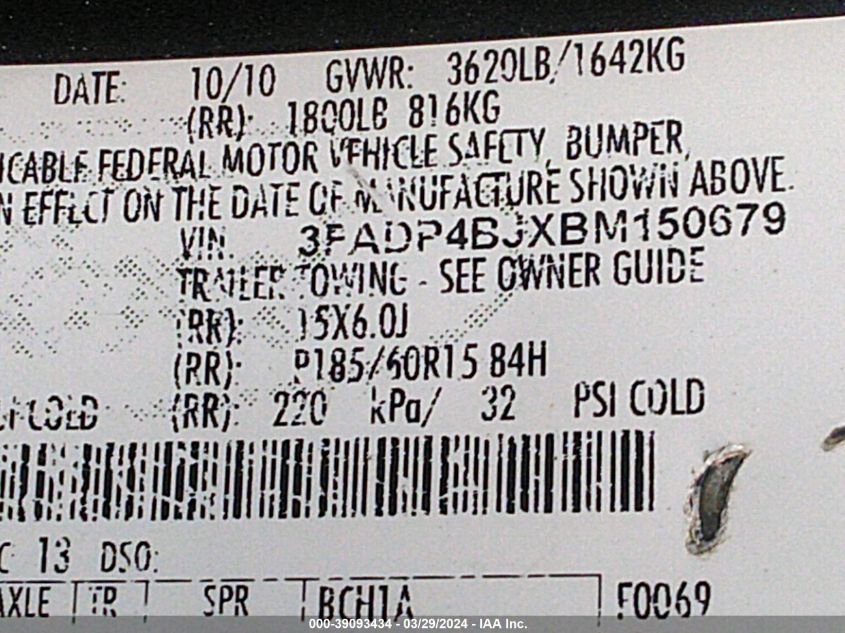 DATE: 10/10 GVWR: 3620LB/1642KG
(RR): 1800LB 816KG
ICABLE FEDERAL MOTOR VEHICLE SAFETY, BUMPER,
N EFFECT ON THE DATE OF MANUFACTURE SHOWN ABOVE.
VIN: 3FADP4BJXBM150679
TRAILER TOWING - SEE OWNER GUIDE
(RR): 15X6.0J
(RR): P185/60R15 84H
COLD (RR): 220 kPa/ 32 PSI COLD
C 13 DSO:
AXLE TR SPR BCH1A F0069
000-39093434 - 03/29/2024 - IAA Inc.